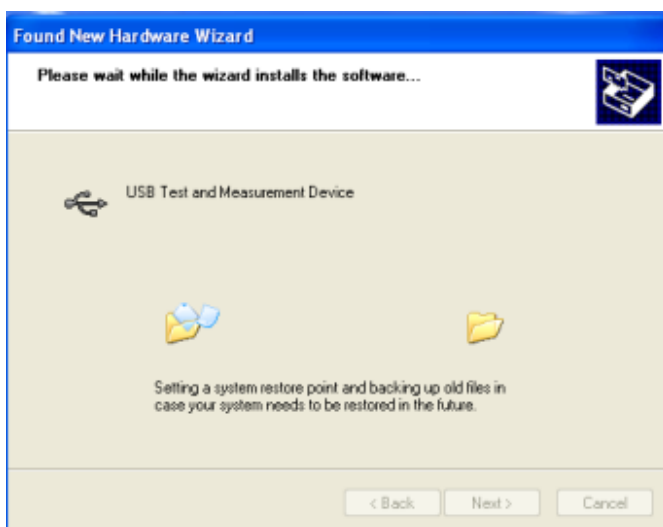 Found New Hardware Wizard
Please wait while the wizard installs the software...
USB Test and Measurement Device
Setting a system restore point and backing up old files in
case your system needs to be restored in the future.
< Back Next > Cancel